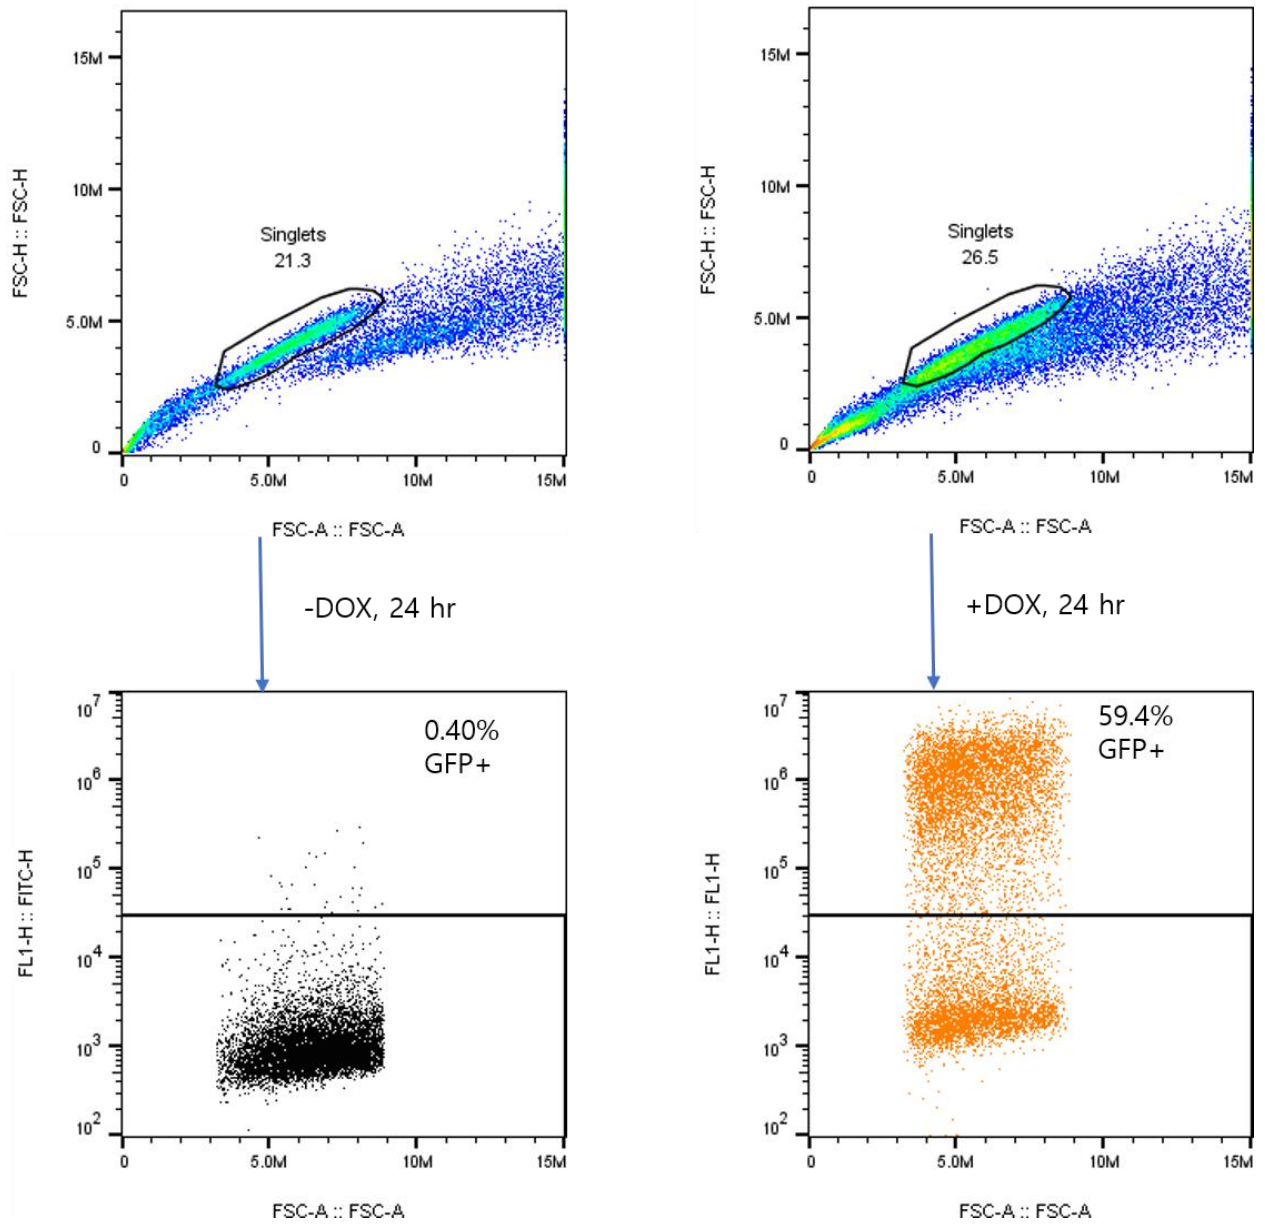 15M
10M
5.0M
0
FSC-H :: FSC-H
Singlets
21.3
0
5.0M
10M
15M
FSC-A :: FSC-A
15M
10M
5.0M
0
FSC-H :: FSC-H
Singlets
26.5
0
5.0M
10M
15M
FSC-A :: FSC-A
-DOX, 24 hr
+DOX, 24 hr
10^7
10^6
10^5
10^4
10^3
10^2
FL1-H :: FITC-H
0.40%
GFP+
0
5.0M
10M
15M
FSC-A :: FSC-A
10^7
10^6
10^5
10^4
10^3
10^2
FL1-H :: FL1-H
59.4%
GFP+
0
5.0M
10M
15M
FSC-A :: FSC-A